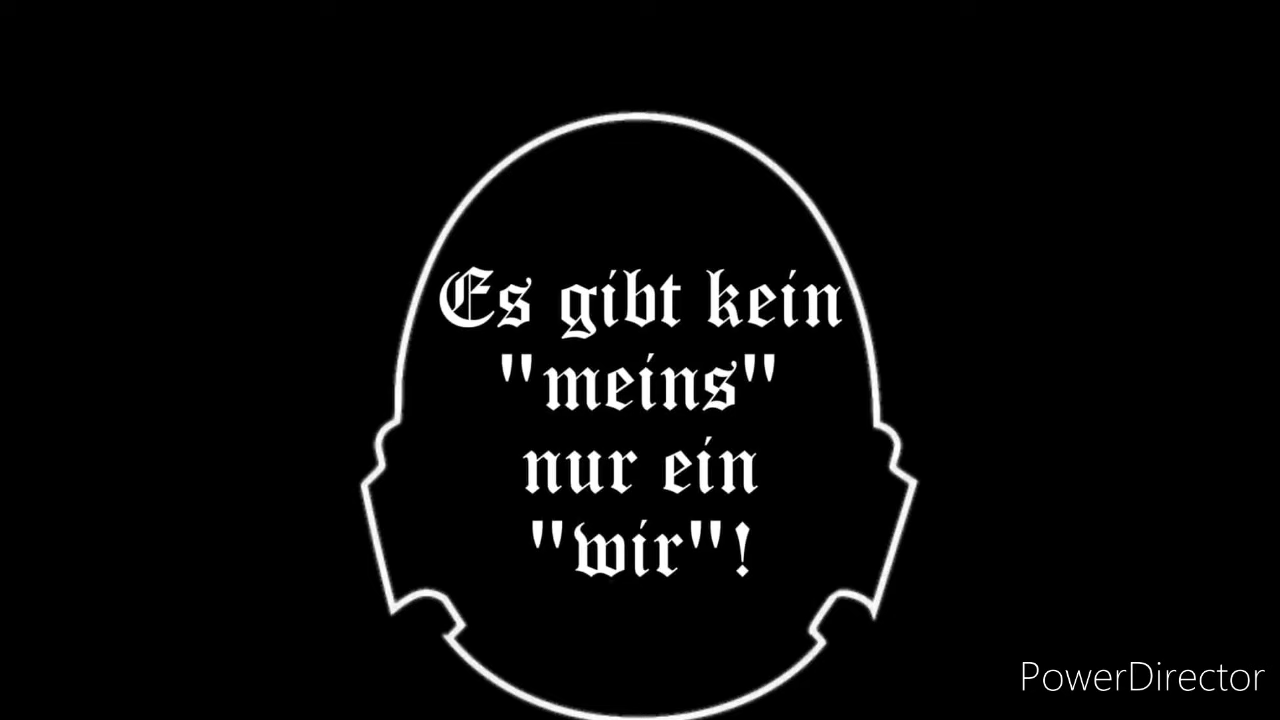 Es gibt kein
"meins"
nur ein
"wir"!
PowerDirector